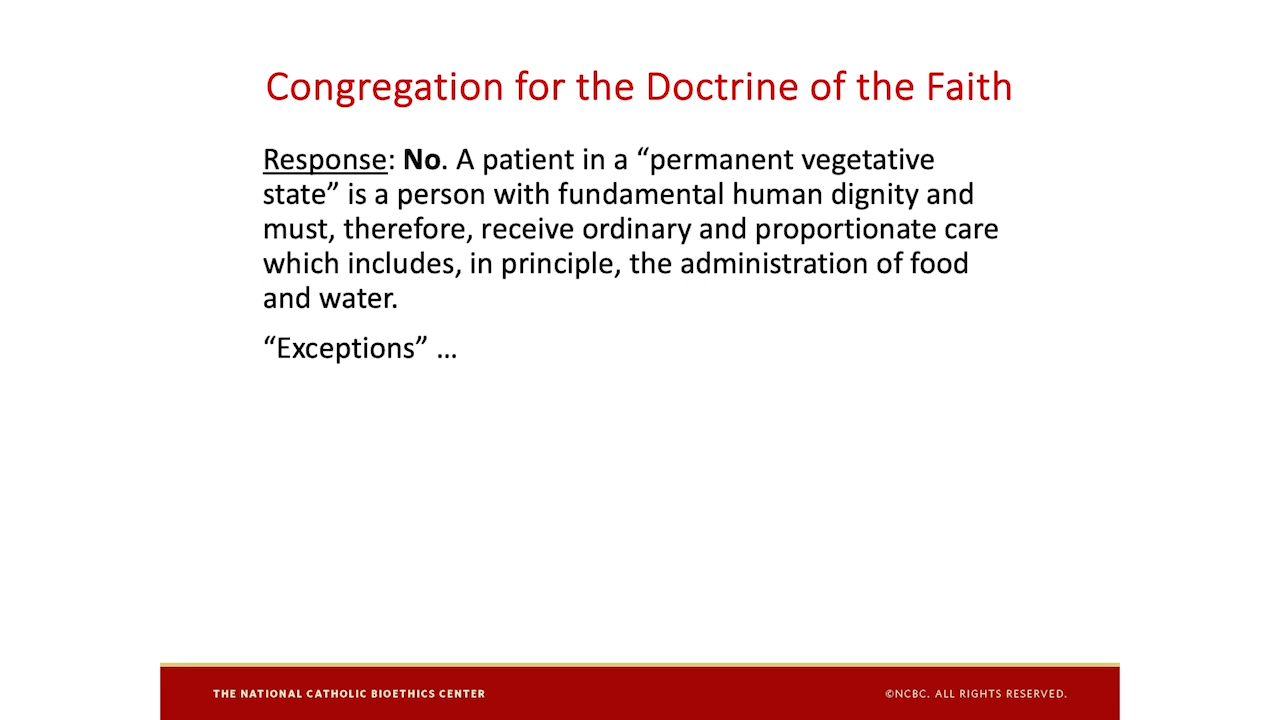 Congregation for the Doctrine of the Faith
Response: No. A patient in a “permanent vegetative
state” is a person with fundamental human dignity and
must, therefore, receive ordinary and proportionate care
which includes, in principle, the administration of food
and water.
“Exceptions” ...
THE NATIONAL CATHOLIC BIOETHICS CENTER
©NCBC. ALL RIGHTS RESERVED.